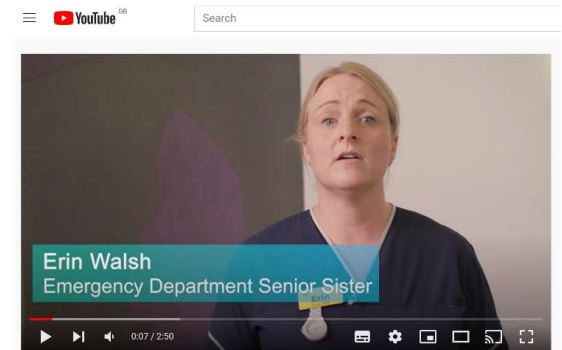 YouTube GB
Search
Erin Walsh
Emergency Department Senior Sister
Erin
0:07 / 2:50